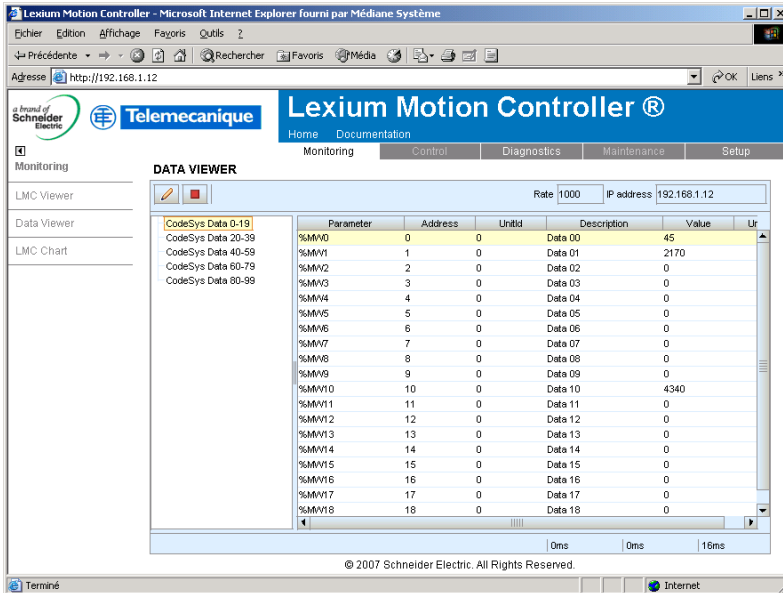 Lexium Motion Controller - Microsoft Internet Explorer fourni par Médiane Système
Fichier Edition Affichage Favoris Outils ?
Précédente Rechercher Favoris Média
Adresse http://192.168.1.12 OK Liens
a brand of
Schneider
Electric
Telemecanique
Lexium Motion Controller ®
Home Documentation
Monitoring Control Diagnostics Maintenance Setup
Monitoring
LMC Viewer
Data Viewer
LMC Chart
DATA VIEWER
Rate 1000 IP address 192.168.1.12
CodeSys Data 0-19
CodeSys Data 20-39
CodeSys Data 40-59
CodeSys Data 60-79
CodeSys Data 80-99
Parameter Address UnitId Description Value Ur
%MW0 0 0 Data 00 45
%MW1 1 0 Data 01 2170
%MW2 2 0 Data 02 0
%MW3 3 0 Data 03 0
%MW4 4 0 Data 04 0
%MW5 5 0 Data 05 0
%MW6 6 0 Data 06 0
%MW7 7 0 Data 07 0
%MW8 8 0 Data 08 0
%MW9 9 0 Data 09 0
%MW10 10 0 Data 10 4340
%MW11 11 0 Data 11 0
%MW12 12 0 Data 12 0
%MW13 13 0 Data 13 0
%MW14 14 0 Data 14 0
%MW15 15 0 Data 15 0
%MW16 16 0 Data 16 0
%MW17 17 0 Data 17 0
%MW18 18 0 Data 18 0
0ms 0ms 16ms
© 2007 Schneider Electric. All Rights Reserved.
Terminé Internet